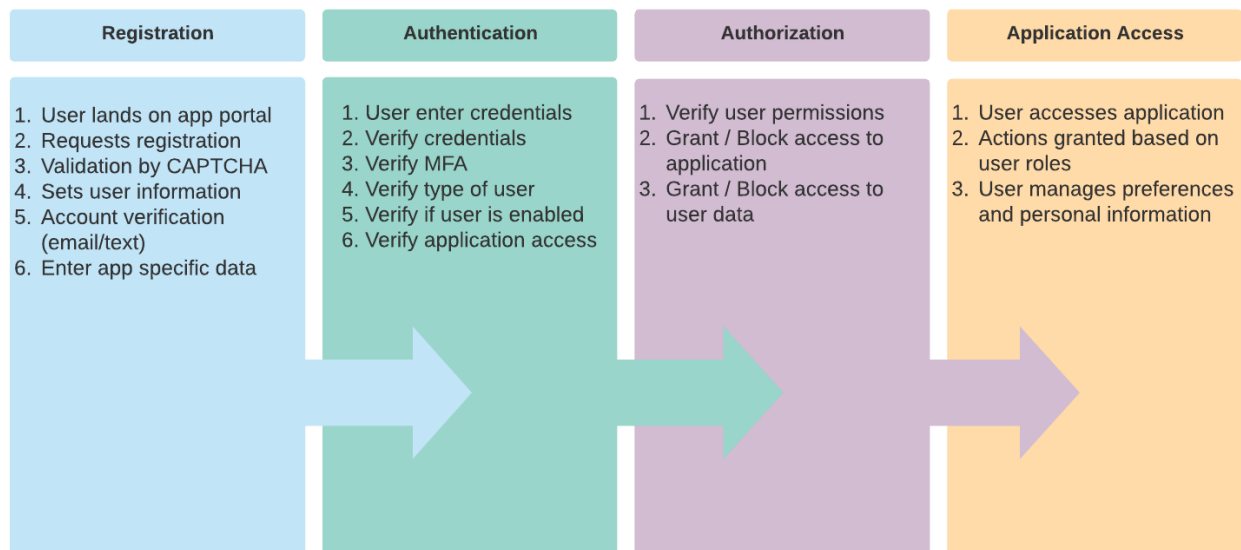 Registration
1. User lands on app portal
2. Requests registration
3. Validation by CAPTCHA
4. Sets user information
5. Account verification
(email/text)
6. Enter app specific data
Authentication
1. User enter credentials
2. Verify credentials
3. Verify MFA
4. Verify type of user
5. Verify if user is enabled
6. Verify application access
Authorization
1. Verify user permissions
2. Grant / Block access to
application
3. Grant / Block access to
user data
Application Access
1. User accesses application
2. Actions granted based on
user roles
3. User manages preferences
and personal information